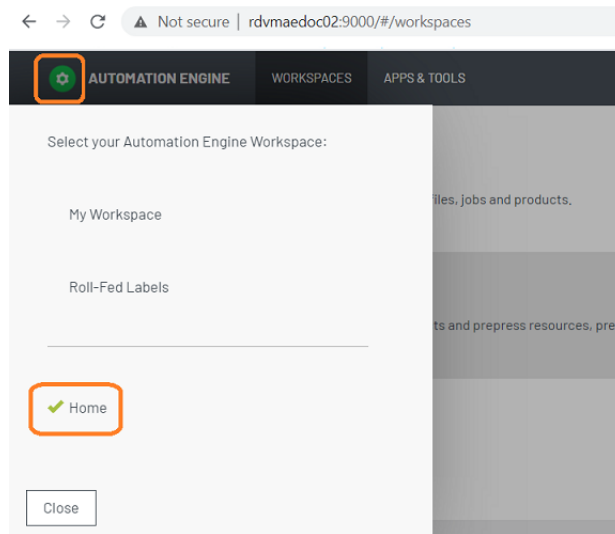 Not secure | rdvmaedoc02:9000/#/workspaces
AUTOMATION ENGINE WORKSPACES APPS & TOOLS
Select your Automation Engine Workspace:
iles, jobs and products.
My Workspace
Roll-Fed Labels
ts and prepress resources, pre
Home
Close